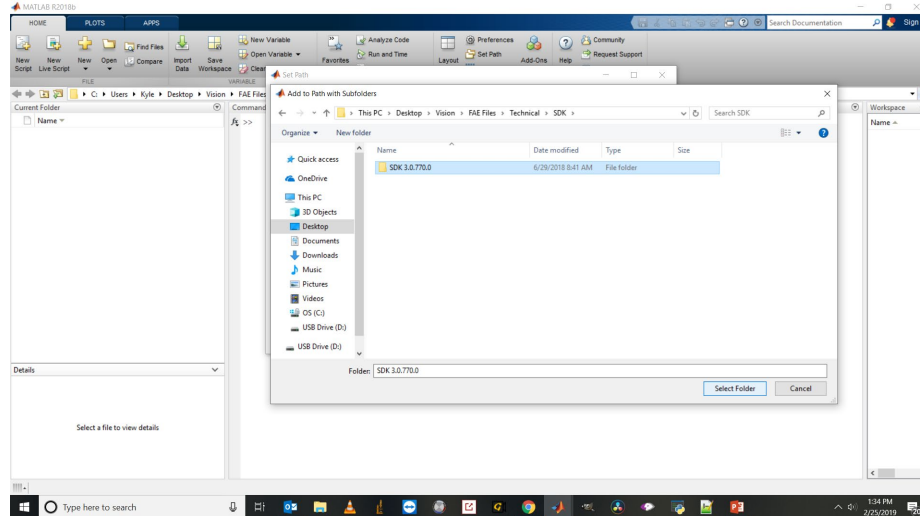 MATLAB R2018b
HOME PLOTS APPS
Search Documentation Sign
New Script
New Live Script
New
Open
Find Files
Compare
Import Data
Save Workspace
New Variable
Open Variable
Clear
Favorites
Analyze Code
Run and Time
Layout
Preferences
Set Path
Add-Ons
Help
Community
Request Support
FILE VARIABLE
C: Users Kyle Desktop Vision FAE Files
Current Folder
Name
Command
fx >>
Workspace
Name
Set Path
Add to Path with Subfolders
This PC Desktop Vision FAE Files Technical SDK
Search SDK
Organize New folder
Name Date modified Type Size
SDK 3.0.770.0 6/29/2018 8:41 AM File folder
Quick access
OneDrive
This PC
3D Objects
Desktop
Documents
Downloads
Music
Pictures
Videos
OS (C:)
USB Drive (D:)
USB Drive (D:)
Folder: SDK 3.0.770.0
Select Folder Cancel
Details
Select a file to view details
Type here to search
1:34 PM
2/25/2019